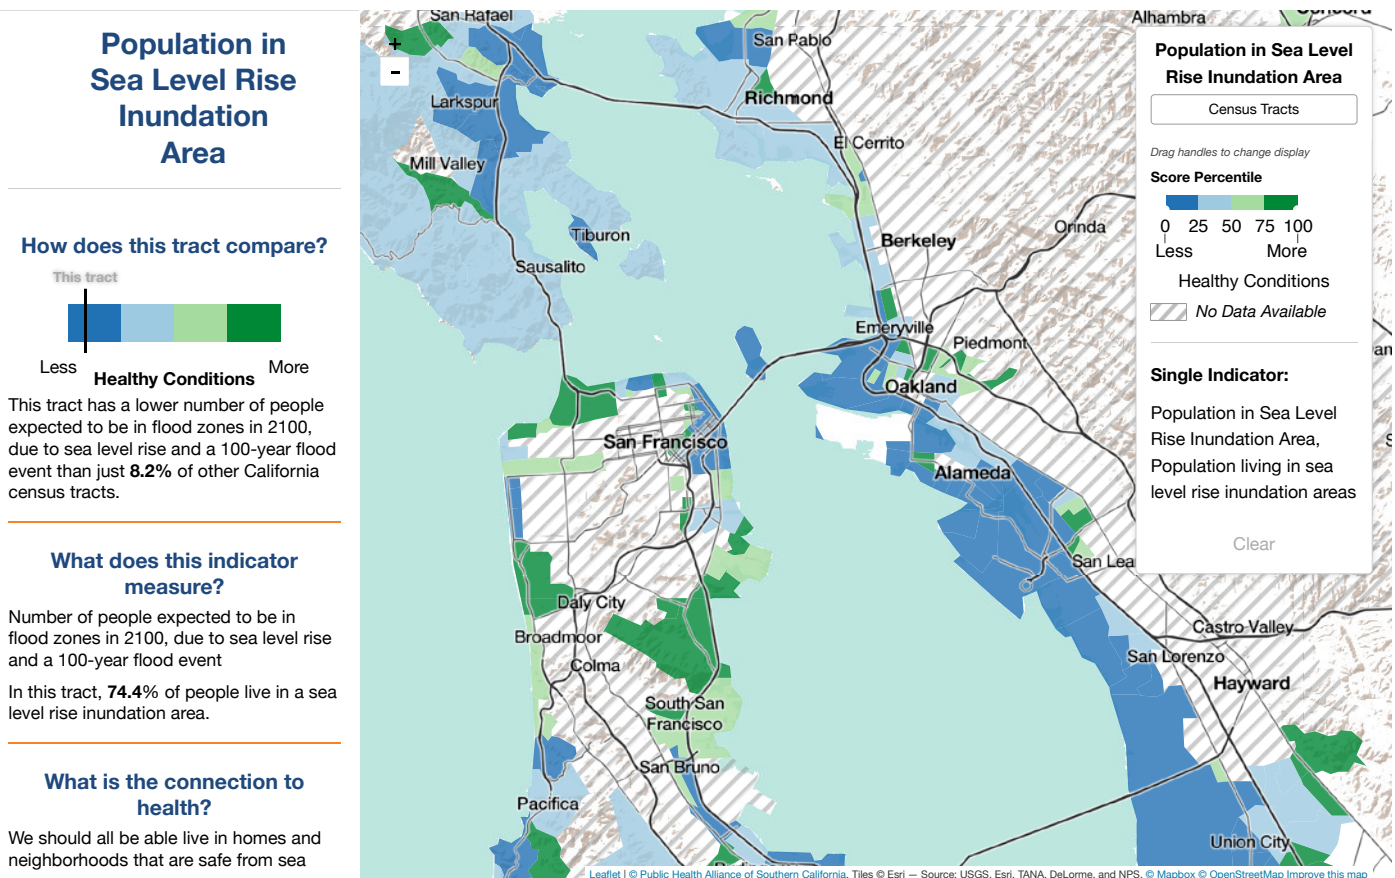 Population in
Sea Level Rise
Inundation
Area
How does this tract compare?
This tract
Less
More
Healthy Conditions
This tract has a lower number of people
expected to be in flood zones in 2100,
due to sea level rise and a 100-year flood
event than just 8.2% of other California
census tracts.
What does this indicator
measure?
Number of people expected to be in
flood zones in 2100, due to sea level rise
and a 100-year flood event
In this tract, 74.4% of people live in a sea
level rise inundation area.
What is the connection to
health?
We should all be able live in homes and
neighborhoods that are safe from sea
+
-
San Rafael
Larkspur
Mill Valley
Tiburon
Sausalito
San Pablo
Richmond
El Cerrito
Berkeley
Orinda
Alhambra
Concord
Emeryville
Piedmont
Oakland
San Francisco
Alameda
San Lea
Daly City
Broadmoor
Colma
South San
Francisco
San Bruno
Pacifica
Castro Valley
San Lorenzo
Hayward
Union City
Population in Sea Level
Rise Inundation Area
Census Tracts
Drag handles to change display
Score Percentile
0 25 50 75 100
Less More
Healthy Conditions
No Data Available
Single Indicator:
Population in Sea Level
Rise Inundation Area,
Population living in sea
level rise inundation areas
Clear
Leaflet | © Public Health Alliance of Southern California, Tiles © Esri — Source: USGS, Esri, TANA, DeLorme, and NPS, © Mapbox © OpenStreetMap Improve this map